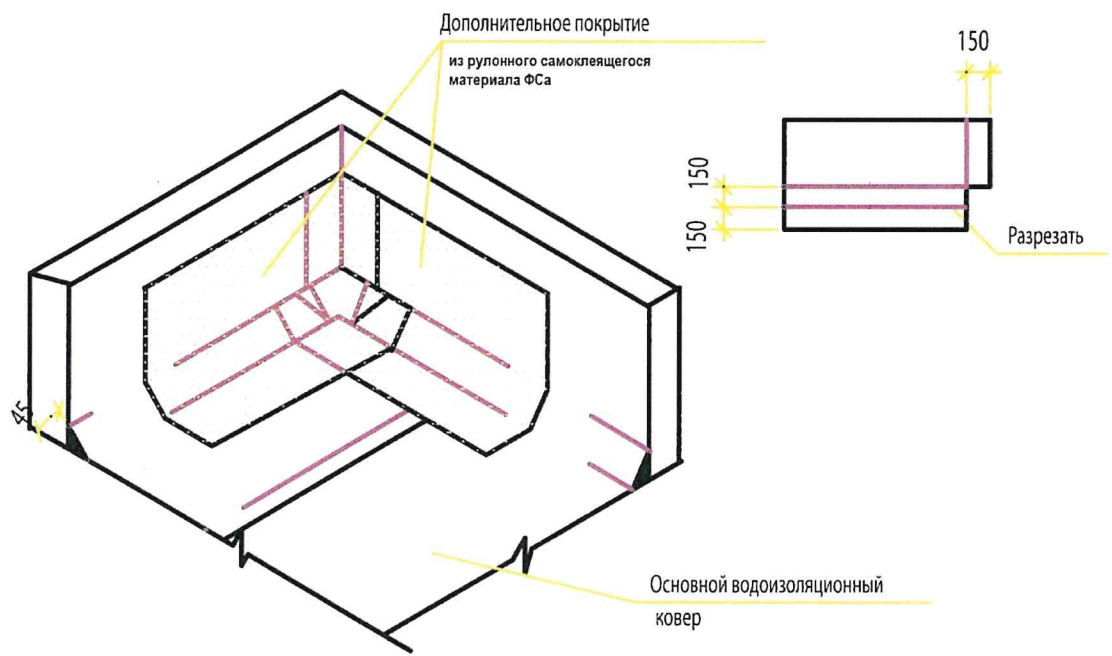 Дополнительное покрытие
из рулонного самоклеящегося
материала ФСа
150
150
150
Разрезать
45
Основной водоизоляционный
ковер